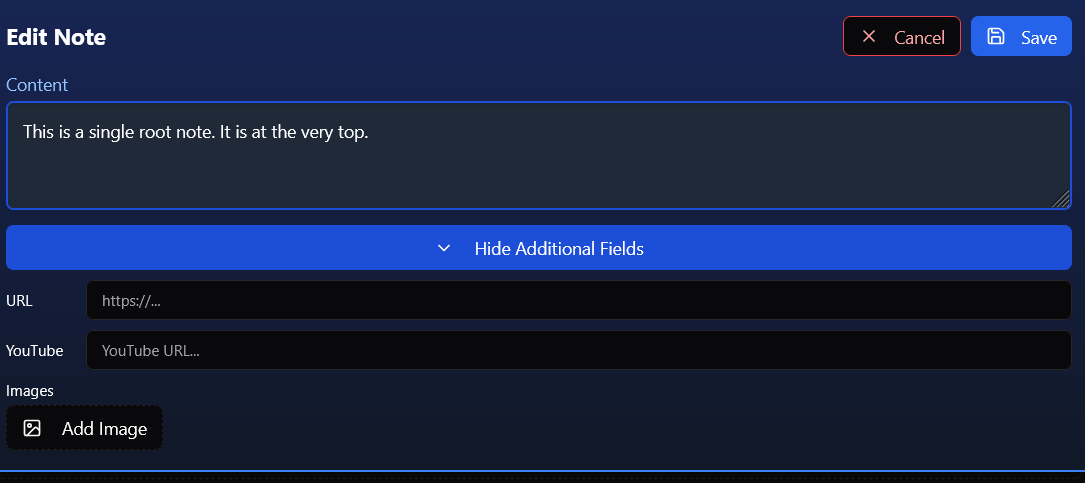 Edit Note
Cancel
Save
Content
This is a single root note. It is at the very top.
Hide Additional Fields
URL
https://...
YouTube
YouTube URL...
Images
Add Image